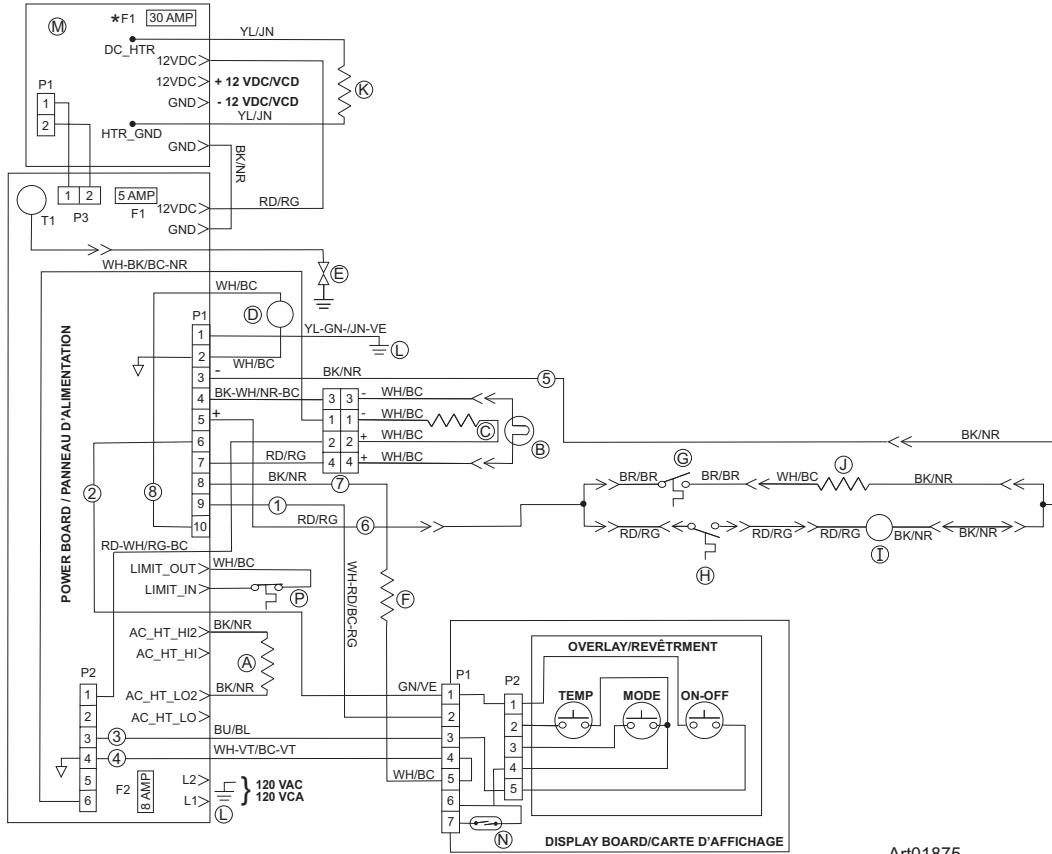 M
*F1 30 AMP
DC_HTR
YL/JN
12VDC
12VDC + 12 VDC/VCD
GND - 12 VDC/VCD
YL/JN
K
P1
1
2
HTR_GND
GND
BK/NR
T1
1 2
P3
5 AMP
F1
12VDC
RD/RG
GND
WH-BK/BC-NR
E
WH/BC
D
P1
1 YL-GN-/JN-VE
L
2 WH/BC
3 - BK/NR 5
4 BK-WH/NR-BC 3 3 - WH/BC
5 + 1 1 - WH/BC C
6 2 2 + WH/BC
7 RD/RG 4 4 + WH/BC
B
8 BK/NR 7
9 1
10 RD/RG 6
2
8
BK/NR
G
J
BR/BR BR/BR WH/BC BK/NR
RD/RG RD/RG RD/RG BK/NR BK/NR
H
I
POWER BOARD / PANNEAU D'ALIMENTATION
RD-WH/RG-BC
LIMIT_OUT WH/BC
LIMIT_IN
P
WH-RD/BC-RG
F
AC_HT_HI2 BK/NR
AC_HT_HI
A
AC_HT_LO2 BK/NR
AC_HT_LO
P2
1
2
3 3 BU/BL
4 4 WH-VT/BC-VT
5
6
F2 8 AMP
L2
L1
L
120 VAC
120 VCA
GN/VE
WH/BC
P1
1
2
3
4
5
6
7
P2
1
2
3
4
5
OVERLAY/REVÊTRMENT
TEMP MODE ON-OFF
N
DISPLAY BOARD/CARTE D'AFFICHAGE
Art01875